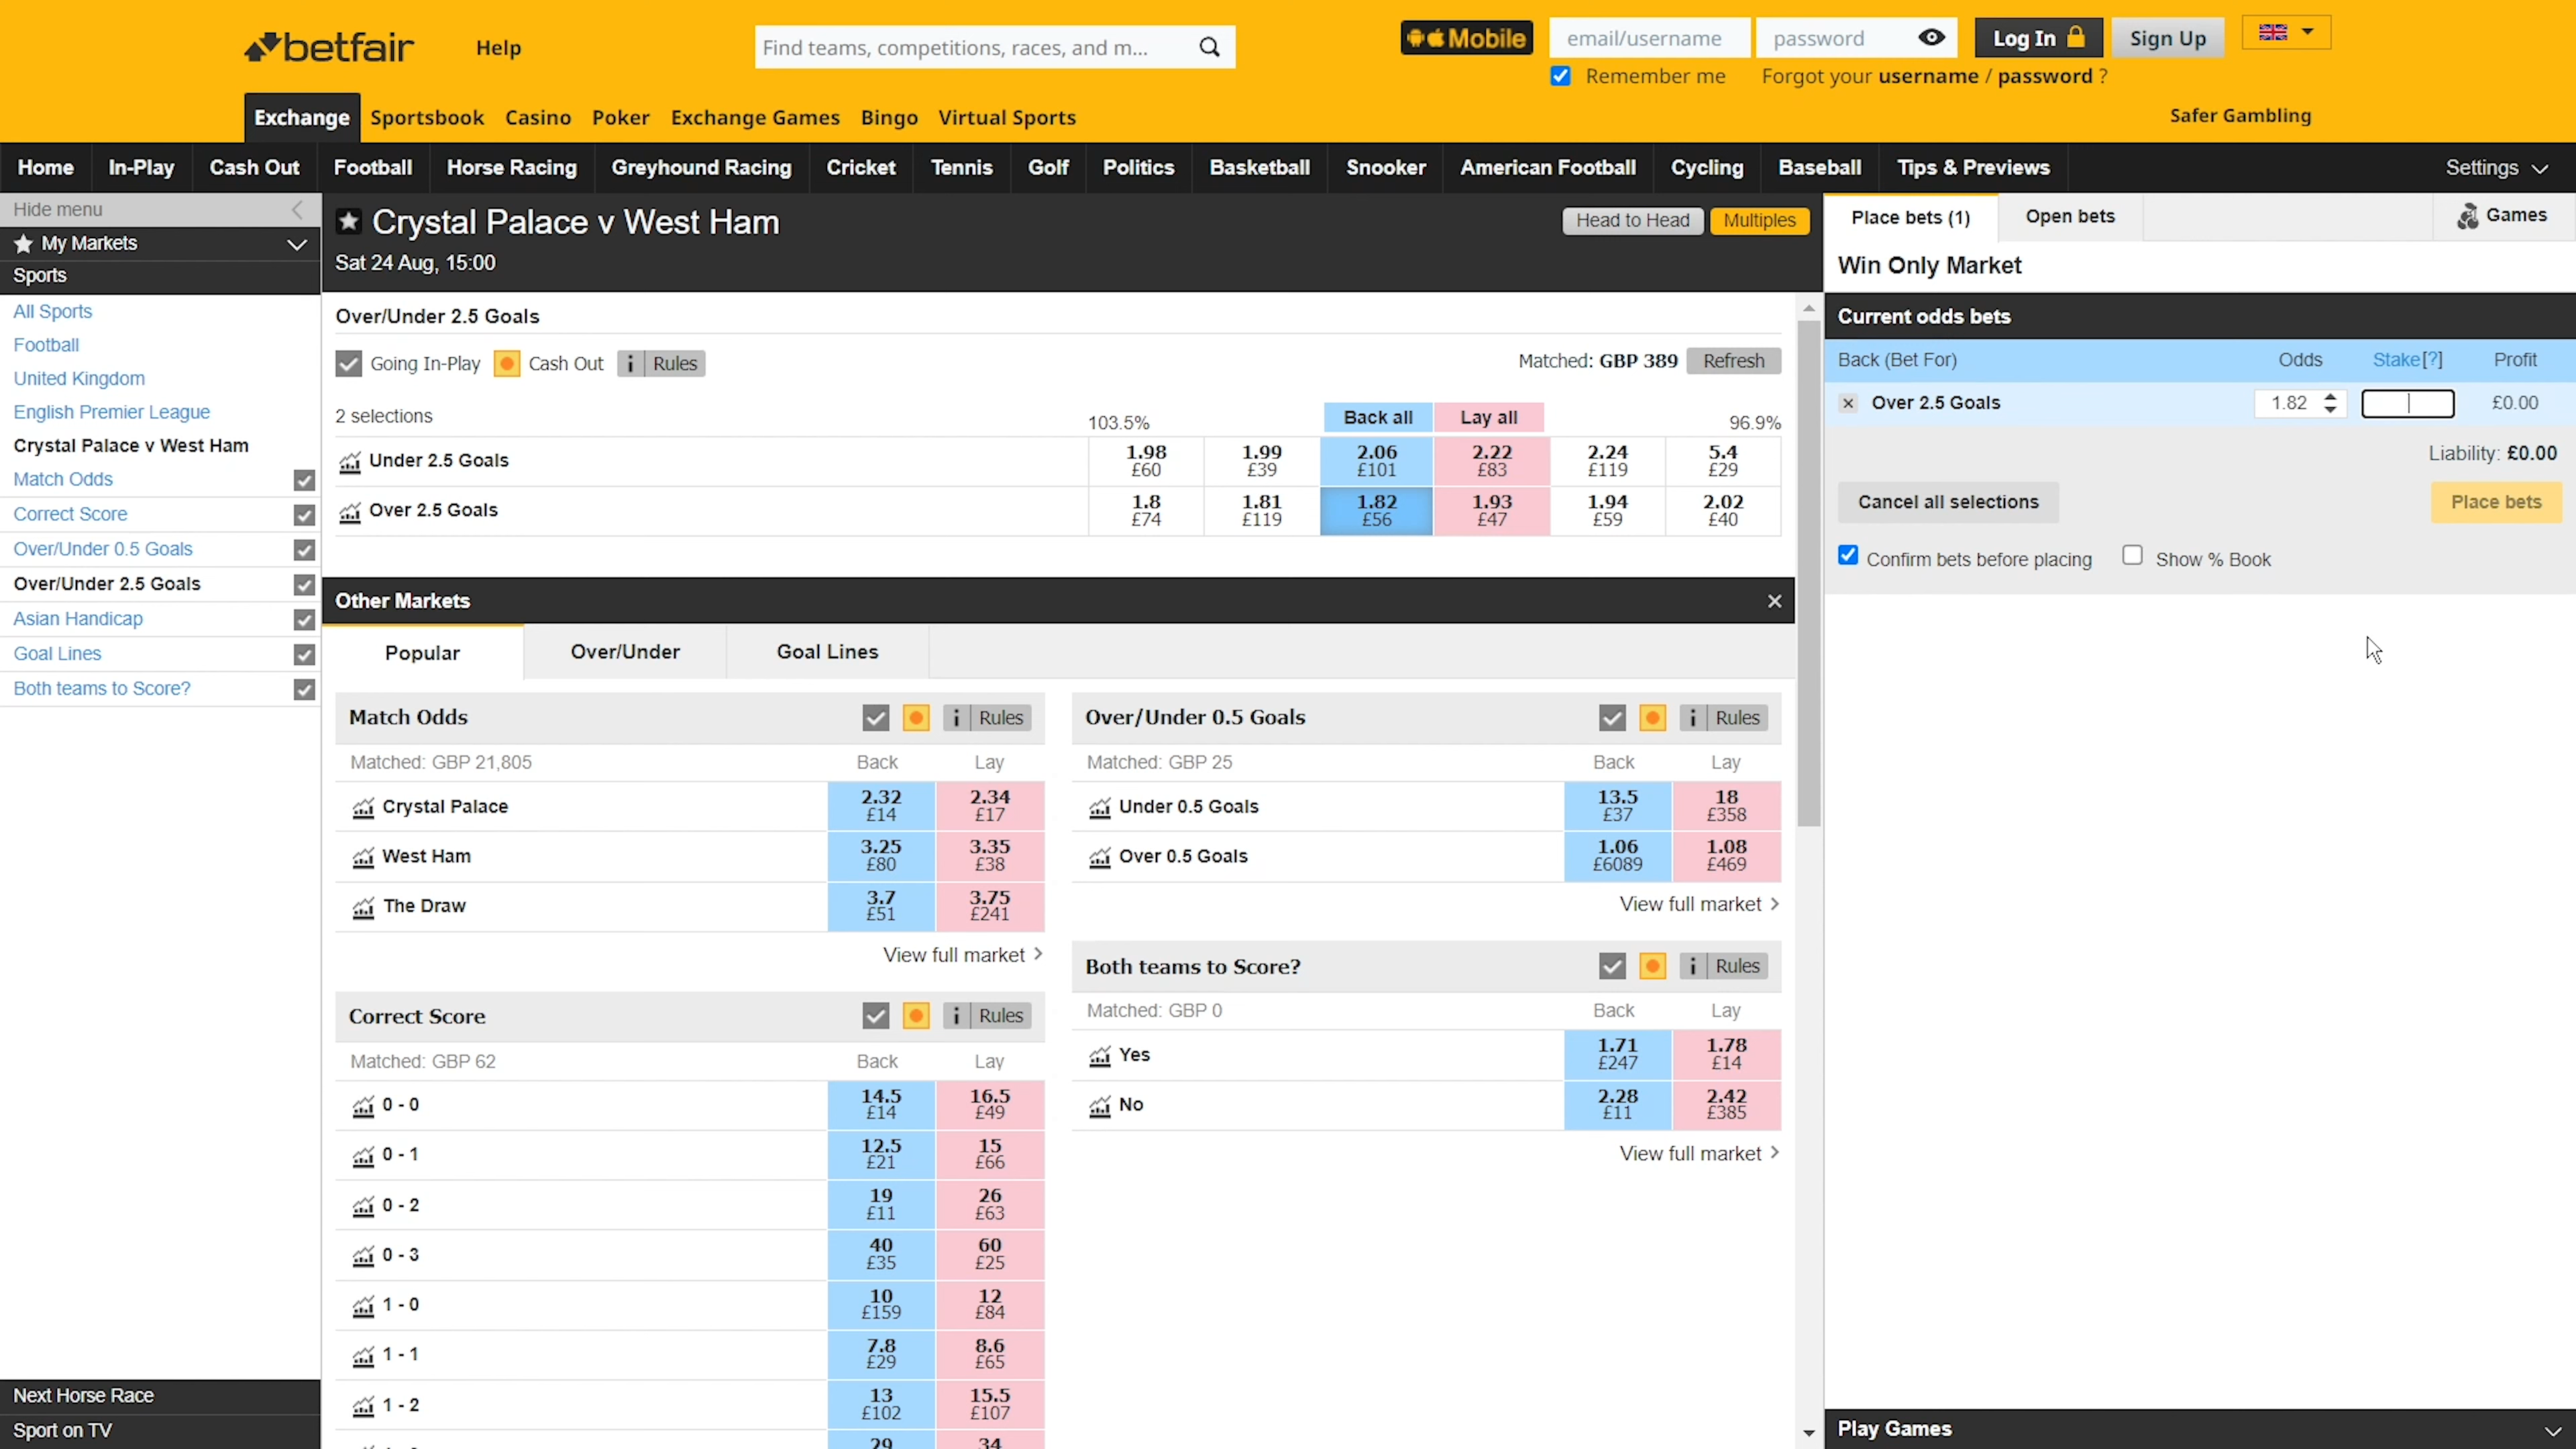 betfair
Help
Find teams, competitions, races, and m...
Mobile
email/username
password
Log In
Sign Up
Remember me
Forgot your username / password ?
Exchange Sportsbook Casino Poker Exchange Games Bingo Virtual Sports
Safer Gambling
Home In-Play Cash Out Football Horse Racing Greyhound Racing Cricket Tennis Golf Politics Basketball Snooker American Football Cycling Baseball Tips & Previews Settings
Hide menu
My Markets
Sports
All Sports
Football
United Kingdom
English Premier League
Crystal Palace v West Ham
Match Odds
Correct Score
Over/Under 0.5 Goals
Over/Under 2.5 Goals
Asian Handicap
Goal Lines
Both teams to Score?
Next Horse Race
Sport on TV
Crystal Palace v West Ham
Head to Head
Multiples
Sat 24 Aug, 15:00
Over/Under 2.5 Goals
Going In-Play Cash Out i Rules
Matched: GBP 389 Refresh
2 selections 103.5% Back all Lay all 96.9%
Under 2.5 Goals 1.98 1.99 2.06 2.22 2.24 5.4
£60 £39 £101 £83 £119 £29
Over 2.5 Goals 1.8 1.81 1.82 1.93 1.94 2.02
£74 £119 £56 £47 £59 £40
Other Markets
Popular Over/Under Goal Lines
Match Odds i Rules
Matched: GBP 21,805 Back Lay
Crystal Palace 2.32 2.34
£14 £17
West Ham 3.25 3.35
£80 £38
The Draw 3.7 3.75
£51 £241
View full market
Correct Score i Rules
Matched: GBP 62 Back Lay
0 - 0 14.5 16.5
£14 £49
0 - 1 12.5 15
£21 £66
0 - 2 19 26
£11 £63
0 - 3 40 60
£35 £25
1 - 0 10 12
£159 £84
1 - 1 7.8 8.6
£29 £65
1 - 2 13 15.5
£102 £107
29 34
Over/Under 0.5 Goals i Rules
Matched: GBP 25 Back Lay
Under 0.5 Goals 13.5 18
£37 £358
Over 0.5 Goals 1.06 1.08
£6089 £469
View full market
Both teams to Score? i Rules
Matched: GBP 0 Back Lay
Yes 1.71 1.78
£247 £14
No 2.28 2.42
£11 £385
View full market
Place bets (1) Open bets Games
Win Only Market
Current odds bets
Back (Bet For) Odds Stake[?] Profit
Over 2.5 Goals 1.82 £0.00
Liability: £0.00
Cancel all selections Place bets
Confirm bets before placing Show % Book
Play Games